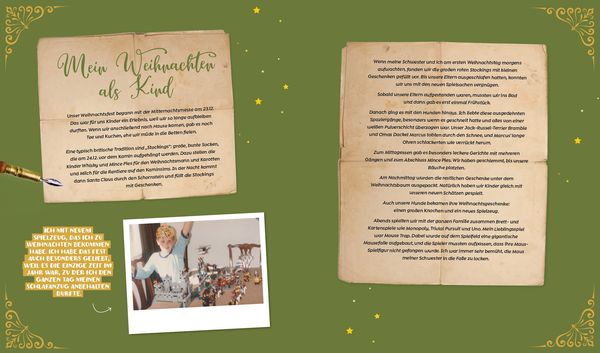 Mein Weihnachten
als Kind
Unser Weihnachtsfest begann mit der Mitternachtsmesse am 23.12.
Das war für uns Kinder ein Erlebnis, weil wir so lange aufbleiben
durften. Wenn wir anschließend nach Hause kamen, gab es noch
Tee und Kuchen, ehe wir müde in die Betten fielen.
Eine typisch britische Tradition sind „Stockings“: große, bunte Socken,
die am 24.12. vor dem Kamin aufgehängt werden. Dazu stellen die
Kinder Whisky und Mince Pies für den Weihnachtsmann und Karotten
und Milch für die Rentiere auf den Kaminsims. In der Nacht kommt
dann Santa Claus durch den Schornstein und füllt die Stockings
mit Geschenken.
ICH MIT NEUEM
SPIELZEUG, DAS ICH ZU
WEIHNACHTEN BEKOMMEN
HABE. ICH HABE DAS FEST
AUCH BESONDERS GELIEBT,
WEIL ES DIE EINZIGE ZEIT IM
JAHR WAR, ZU DER ICH DEN
GANZEN TAG MEINEN
SCHLAFANZUG ANBEHALTEN
DURFTE.
Wenn meine Schwester und ich am ersten Weihnachtstag morgens
aufwachten, fanden wir die großen roten Stockings mit kleinen
Geschenken gefüllt vor. Bis unsere Eltern ausgeschlafen hatten, konnten
wir uns mit den neuen Spielsachen vergnügen.
Sobald unsere Eltern aufgestanden waren, mussten wir ins Bad
und dann gab es erst einmal Frühstück.
Danach ging es mit den Hunden hinaus. Ich liebte diese ausgedehnten
Spaziergänge, besonders wenn es geschneit hatte und alles von einer
weißen Pulverschicht überzogen war. Unser Jack-Russell-Terrier Bramble
und Omas Dackel Marcus tollten durch den Schnee, und Marcus' lange
Ohren schlackerten wie verrückt herum.
Zum Mittagessen gab es besonders leckere Gerichte mit mehreren
Gängen und zum Abschluss Mince Pies. Wir haben geschlemmt, bis unsere
Bäuche platzten.
Am Nachmittag wurden die restlichen Geschenke unter dem
Weihnachtsbaum ausgepackt. Natürlich haben wir Kinder gleich mit
unseren neuen Schätzen gespielt.
Auch unsere Hunde bekamen ihre Weihnachtsgeschenke:
einen großen Knochen und ein neues Spielzeug.
Abends spielten wir mit der ganzen Familie zusammen Brett- und
Kartenspiele wie Monopoly, Trivial Pursuit und Uno. Mein Lieblingsspiel
war Mouse Trap. Dabei wurde auf dem Spielfeld eine gigantische
Mausefalle aufgebaut, und die Spieler mussten aufpassen, dass ihre Maus-
Spielfigur nicht gefangen wurde. Ich war immer sehr bemüht, die Maus
meiner Schwester in die Falle zu locken.